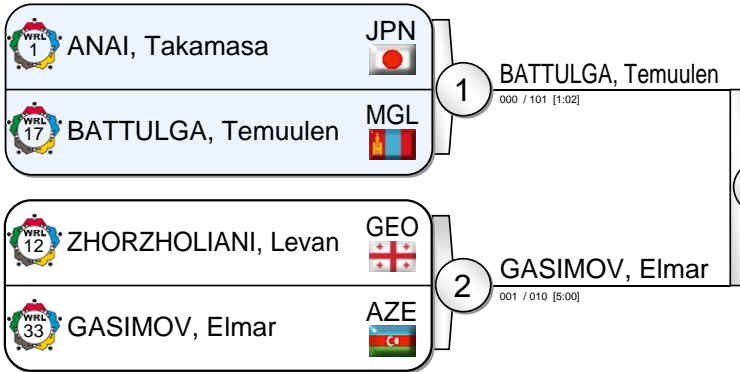 WRL 1 ANAI, Takamasa JPN
WRL 17 BATTULGA, Temuulen MGL
1 BATTULGA, Temuulen
000 / 101 [1:02]
WRL 12 ZHORZHOLIANI, Levan GEO
WRL 33 GASIMOV, Elmar AZE
2 GASIMOV, Elmar
001 / 010 [5:00]